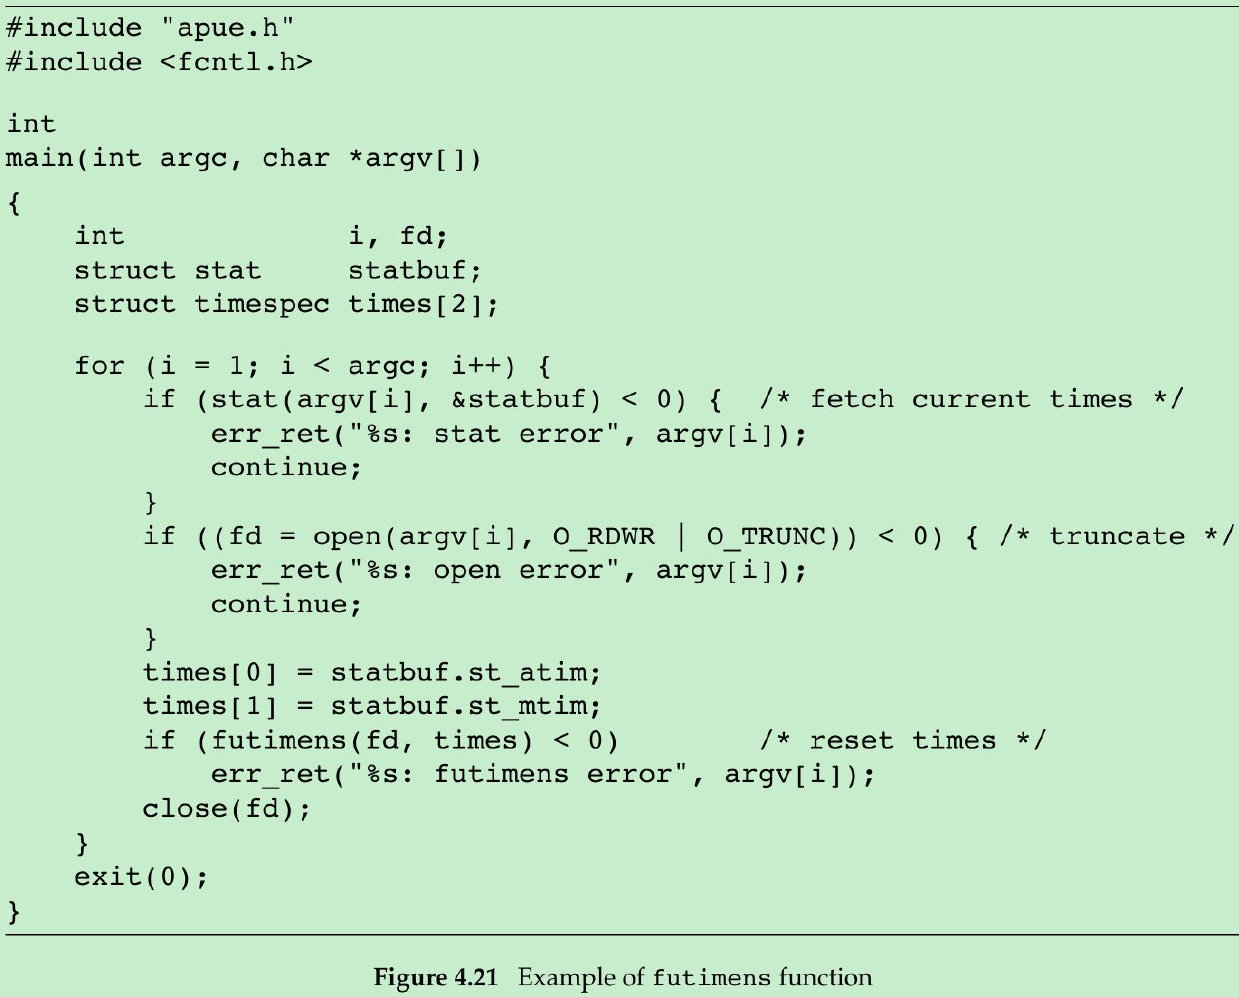 #include "apue.h"
#include <fcntl.h>
int
main(int argc, char *argv[])
{
    int             i, fd;
    struct stat     statbuf;
    struct timespec times[2];
    for (i = 1; i < argc; i++) {
        if (stat(argv[i], &statbuf) < 0) {  /* fetch current times */
            err_ret("%s: stat error", argv[i]);
            continue;
        }
        if ((fd = open(argv[i], O_RDWR | O_TRUNC)) < 0) { /* truncate */
            err_ret("%s: open error", argv[i]);
            continue;
        }
        times[0] = statbuf.st_atim;
        times[1] = statbuf.st_mtim;
        if (futimens(fd, times) < 0)        /* reset times */
            err_ret("%s: futimens error", argv[i]);
        close(fd);
    }
    exit(0);
}
Figure 4.21 Example of futimens function